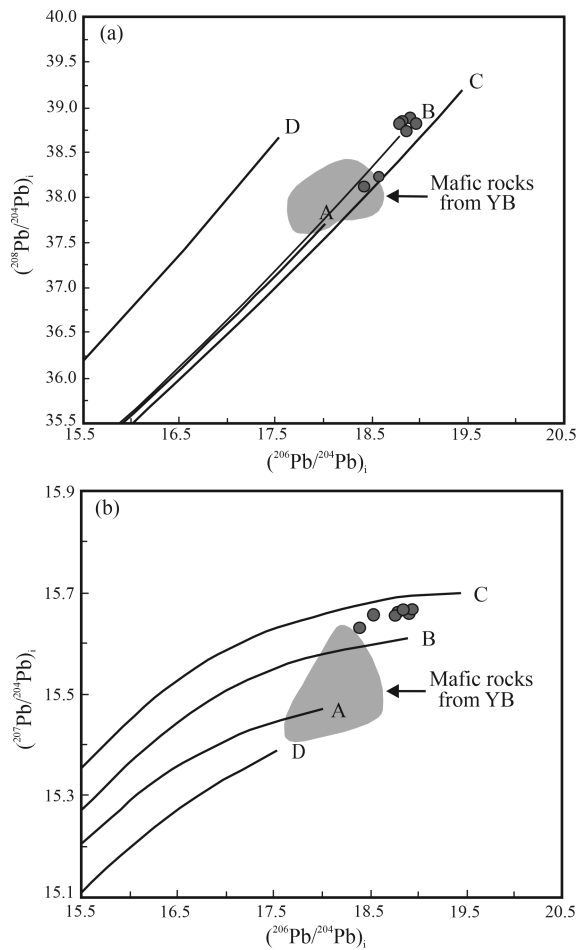 (a)
40.0
39.5
39.0
38.5
38.0
37.5
37.0
36.5
36.0
35.5
(²⁰⁸Pb/²⁰⁴Pb)ᵢ
D
B
C
A
Mafic rocks
from YB
15.5 16.5 17.5 18.5 19.5 20.5
(²⁰⁶Pb/²⁰⁴Pb)ᵢ
(b)
15.9
15.7
15.5
15.3
15.1
(²⁰⁷Pb/²⁰⁴Pb)ᵢ
C
B
A
D
Mafic rocks
from YB
15.5 16.5 17.5 18.5 19.5 20.5
(²⁰⁶Pb/²⁰⁴Pb)ᵢ